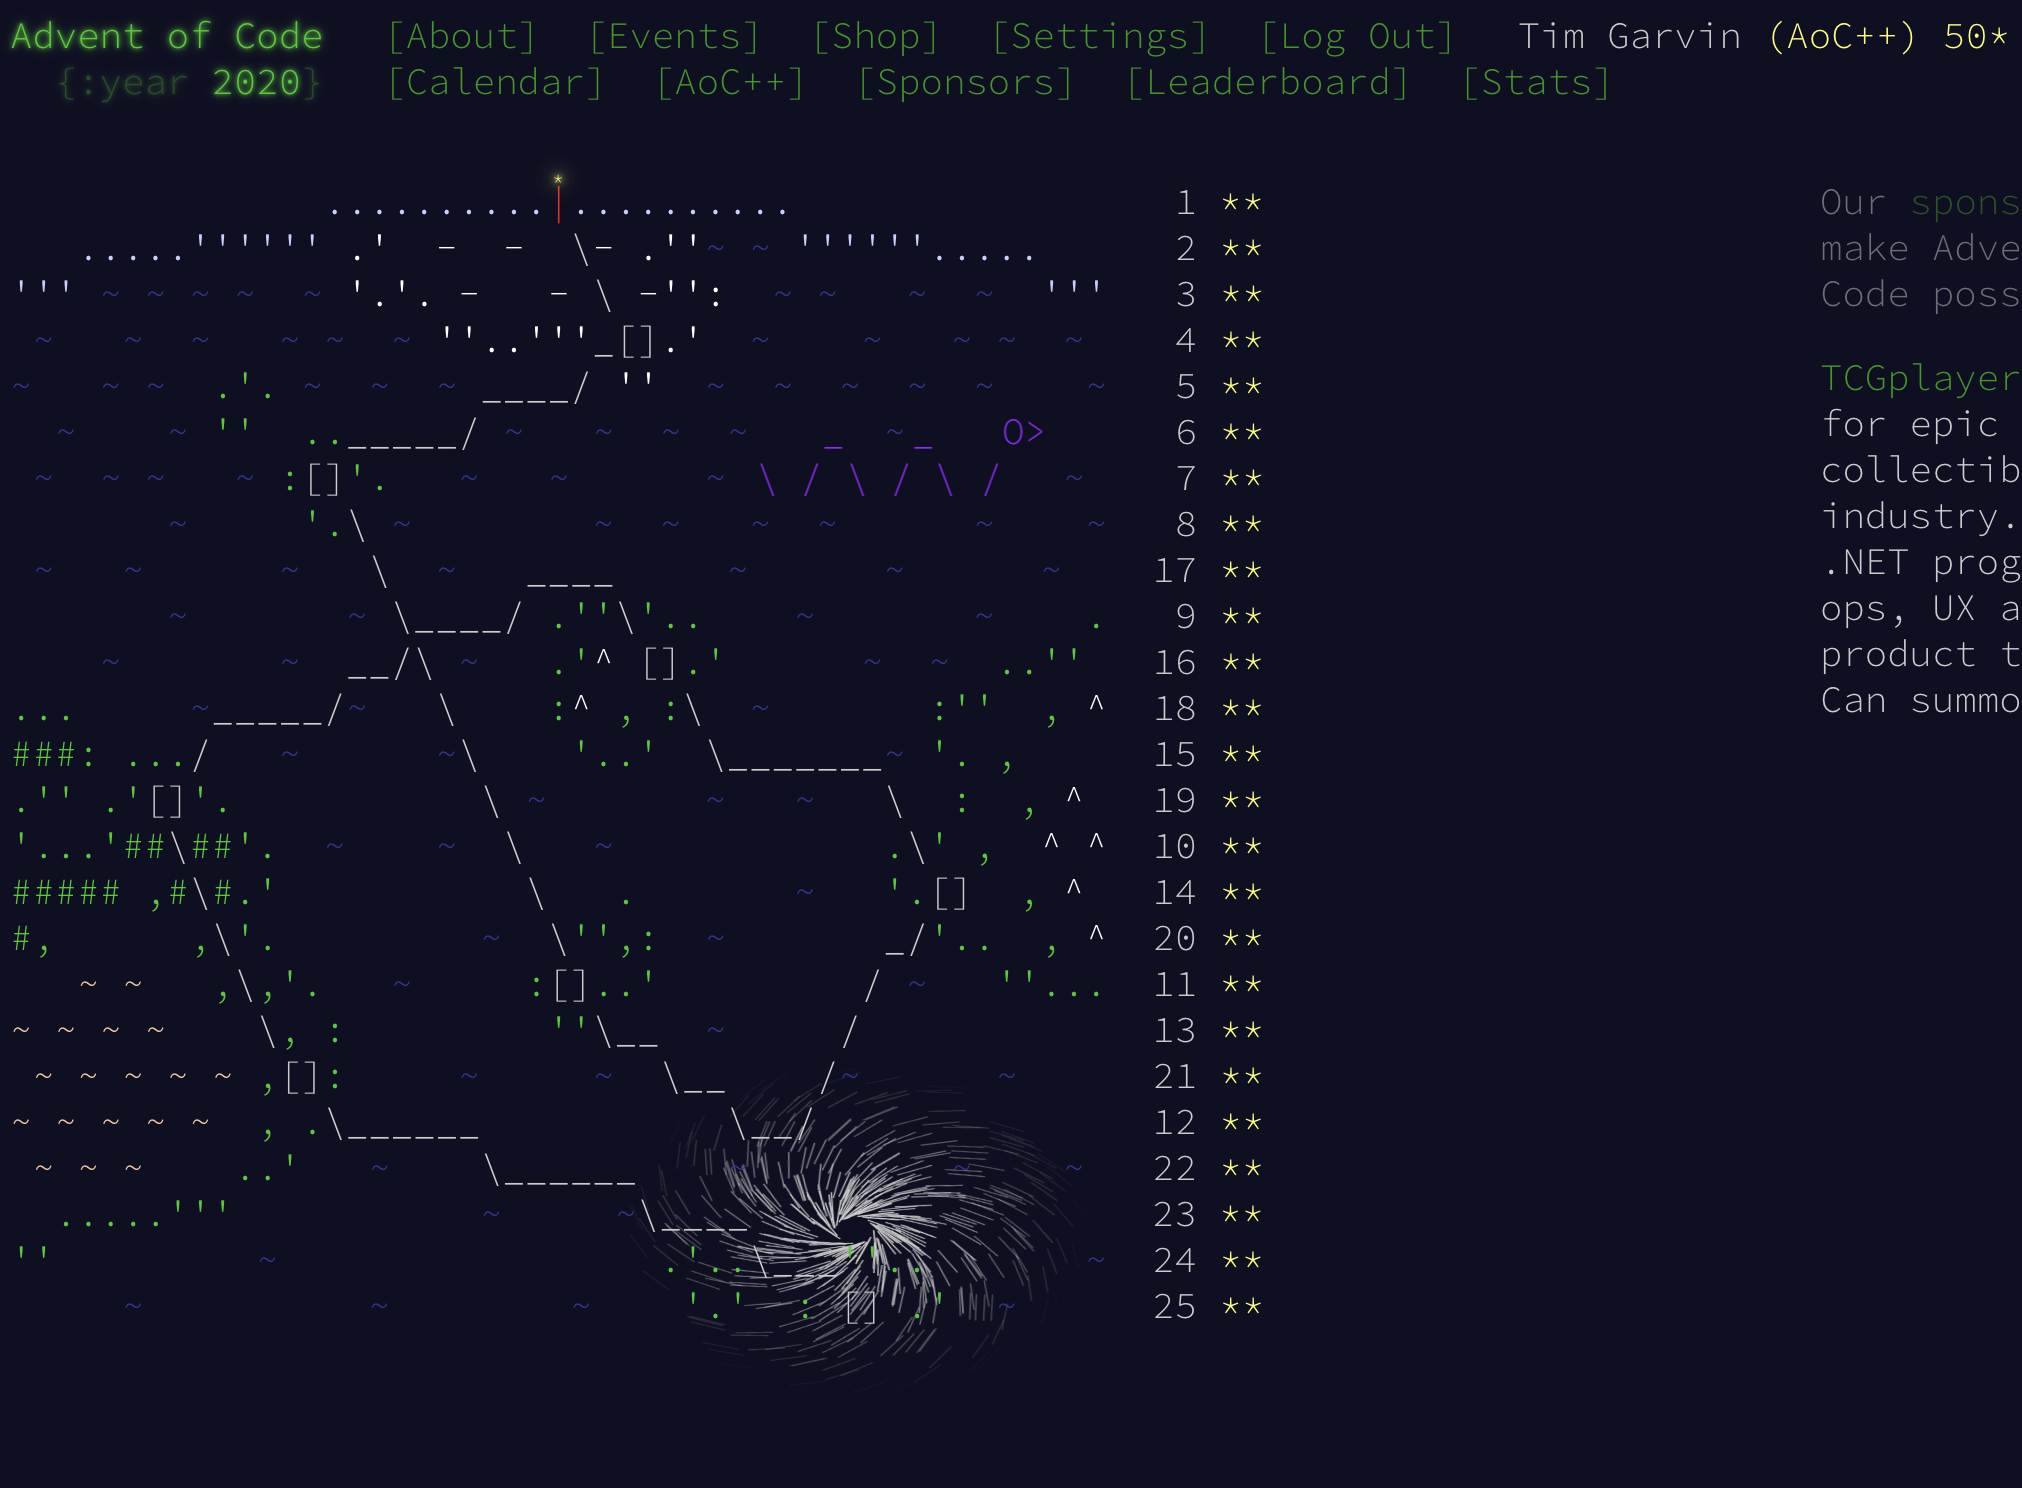 Advent of Code [About] [Events] [Shop] [Settings] [Log Out] Tim Garvin (AoC++) 50*
{:year 2020} [Calendar] [AoC++] [Sponsors] [Leaderboard] [Stats]
1 **
2 **
3 **
4 **
5 **
6 **
7 **
8 **
17 **
9 **
16 **
18 **
15 **
19 **
10 **
14 **
20 **
11 **
13 **
21 **
12 **
22 **
23 **
24 **
25 **
Our spons
make Adve
Code poss
TCGplayer
for epic
collectib
industry.
.NET prog
ops, UX a
product t
Can summo